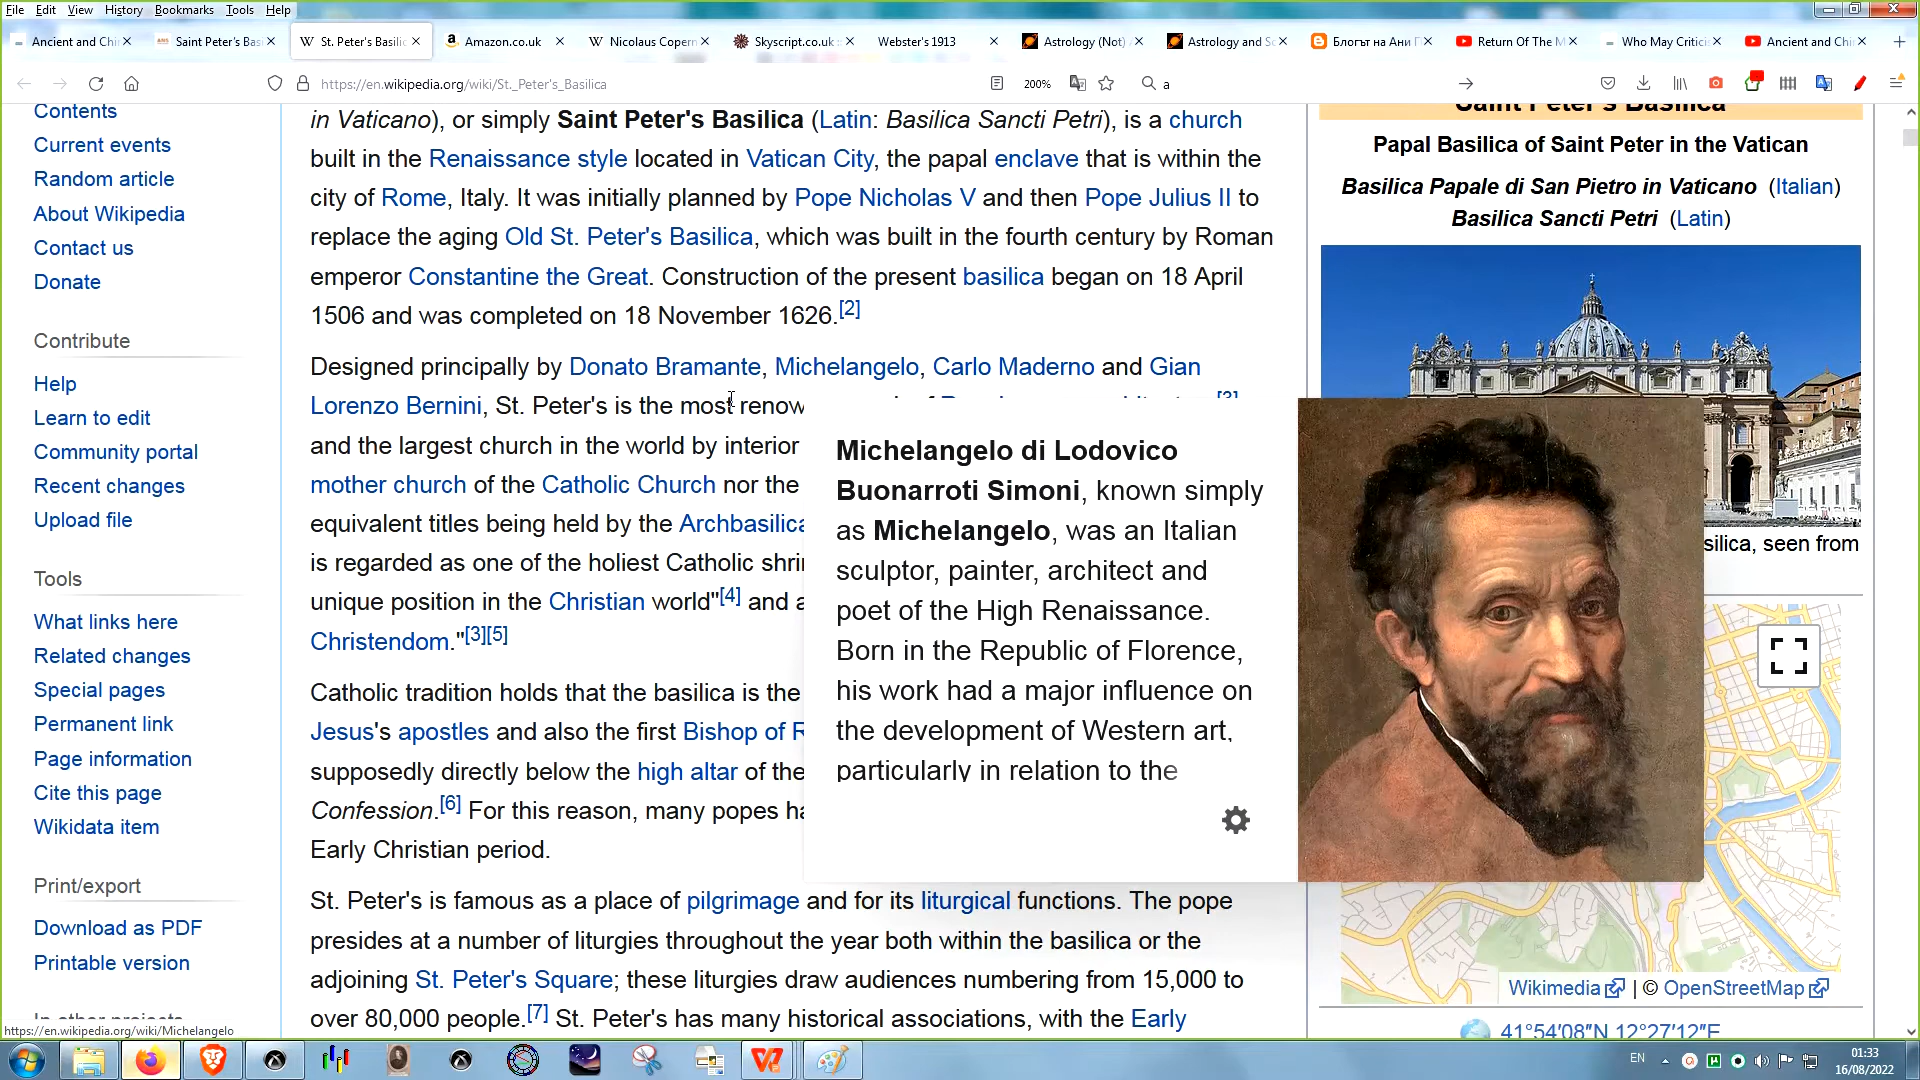 File Edit View History Bookmarks Tools Help
Ancient and Chi
Saint Peter's Bas
St. Peter's Basilic
Amazon.co.uk
Nicolaus Copern
Skyscript.co.uk :
Webster's 1913
Astrology (Not)
Astrology and S
Блогът на Ани Г
Return Of The M
Who May Critici
Ancient and Chi
https://en.wikipedia.org/wiki/St._Peter's_Basilica
200%
a
Contents
Current events
Random article
About Wikipedia
Contact us
Donate
Contribute
Help
Learn to edit
Community portal
Recent changes
Upload file
Tools
What links here
Related changes
Special pages
Permanent link
Page information
Cite this page
Wikidata item
Print/export
Download as PDF
Printable version
In other projects
in Vaticano), or simply Saint Peter's Basilica (Latin: Basilica Sancti Petri), is a church
built in the Renaissance style located in Vatican City, the papal enclave that is within the
city of Rome, Italy. It was initially planned by Pope Nicholas V and then Pope Julius II to
replace the aging Old St. Peter's Basilica, which was built in the fourth century by Roman
emperor Constantine the Great. Construction of the present basilica began on 18 April
1506 and was completed on 18 November 1626.[2]
Designed principally by Donato Bramante, Michelangelo, Carlo Maderno and Gian
Lorenzo Bernini, St. Peter's is the most renow
[3]
and the largest church in the world by interior
mother church of the Catholic Church nor the
equivalent titles being held by the Archbasilica
is regarded as one of the holiest Catholic shri
unique position in the Christian world"[4] and a
Christendom."[3][5]
Catholic tradition holds that the basilica is the
Jesus's apostles and also the first Bishop of R
supposedly directly below the high altar of the
Confession.[6] For this reason, many popes ha
Early Christian period.
St. Peter's is famous as a place of pilgrimage and for its liturgical functions. The pope
presides at a number of liturgies throughout the year both within the basilica or the
adjoining St. Peter's Square; these liturgies draw audiences numbering from 15,000 to
over 80,000 people.[7] St. Peter's has many historical associations, with the Early
Michelangelo di Lodovico
Buonarroti Simoni, known simply
as Michelangelo, was an Italian
sculptor, painter, architect and
poet of the High Renaissance.
Born in the Republic of Florence,
his work had a major influence on
the development of Western art,
particularly in relation to the
Saint Peter's Basilica
Papal Basilica of Saint Peter in the Vatican
Basilica Papale di San Pietro in Vaticano (Italian)
Basilica Sancti Petri (Latin)
silica, seen from
Wikimedia | © OpenStreetMap
41°54′08″N 12°27′12″E
https://en.wikipedia.org/wiki/Michelangelo
EN
01:33
16/08/2022